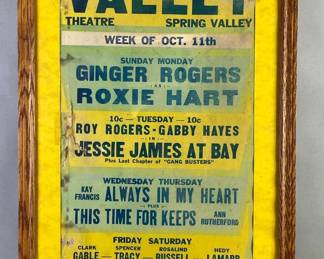 VALLEY
THEATRE SPRING VALLEY
WEEK OF OCT. 11th
SUNDAY MONDAY
GINGER ROGERS
AS
ROXIE HART
10c — TUESDAY — 10c
ROY ROGERS - GABBY HAYES
IN
JESSIE JAMES AT BAY
Plus Last Chapter of "GANG BUSTERS"
WEDNESDAY THURSDAY
KAY FRANCIS ALWAYS IN MY HEART
PLUS
THIS TIME FOR KEEPS ANN RUTHERFORD
FRIDAY SATURDAY
CLARK SPENCER ROSALIND HEDY
GABLE TRACY RUSSELL LAMARR